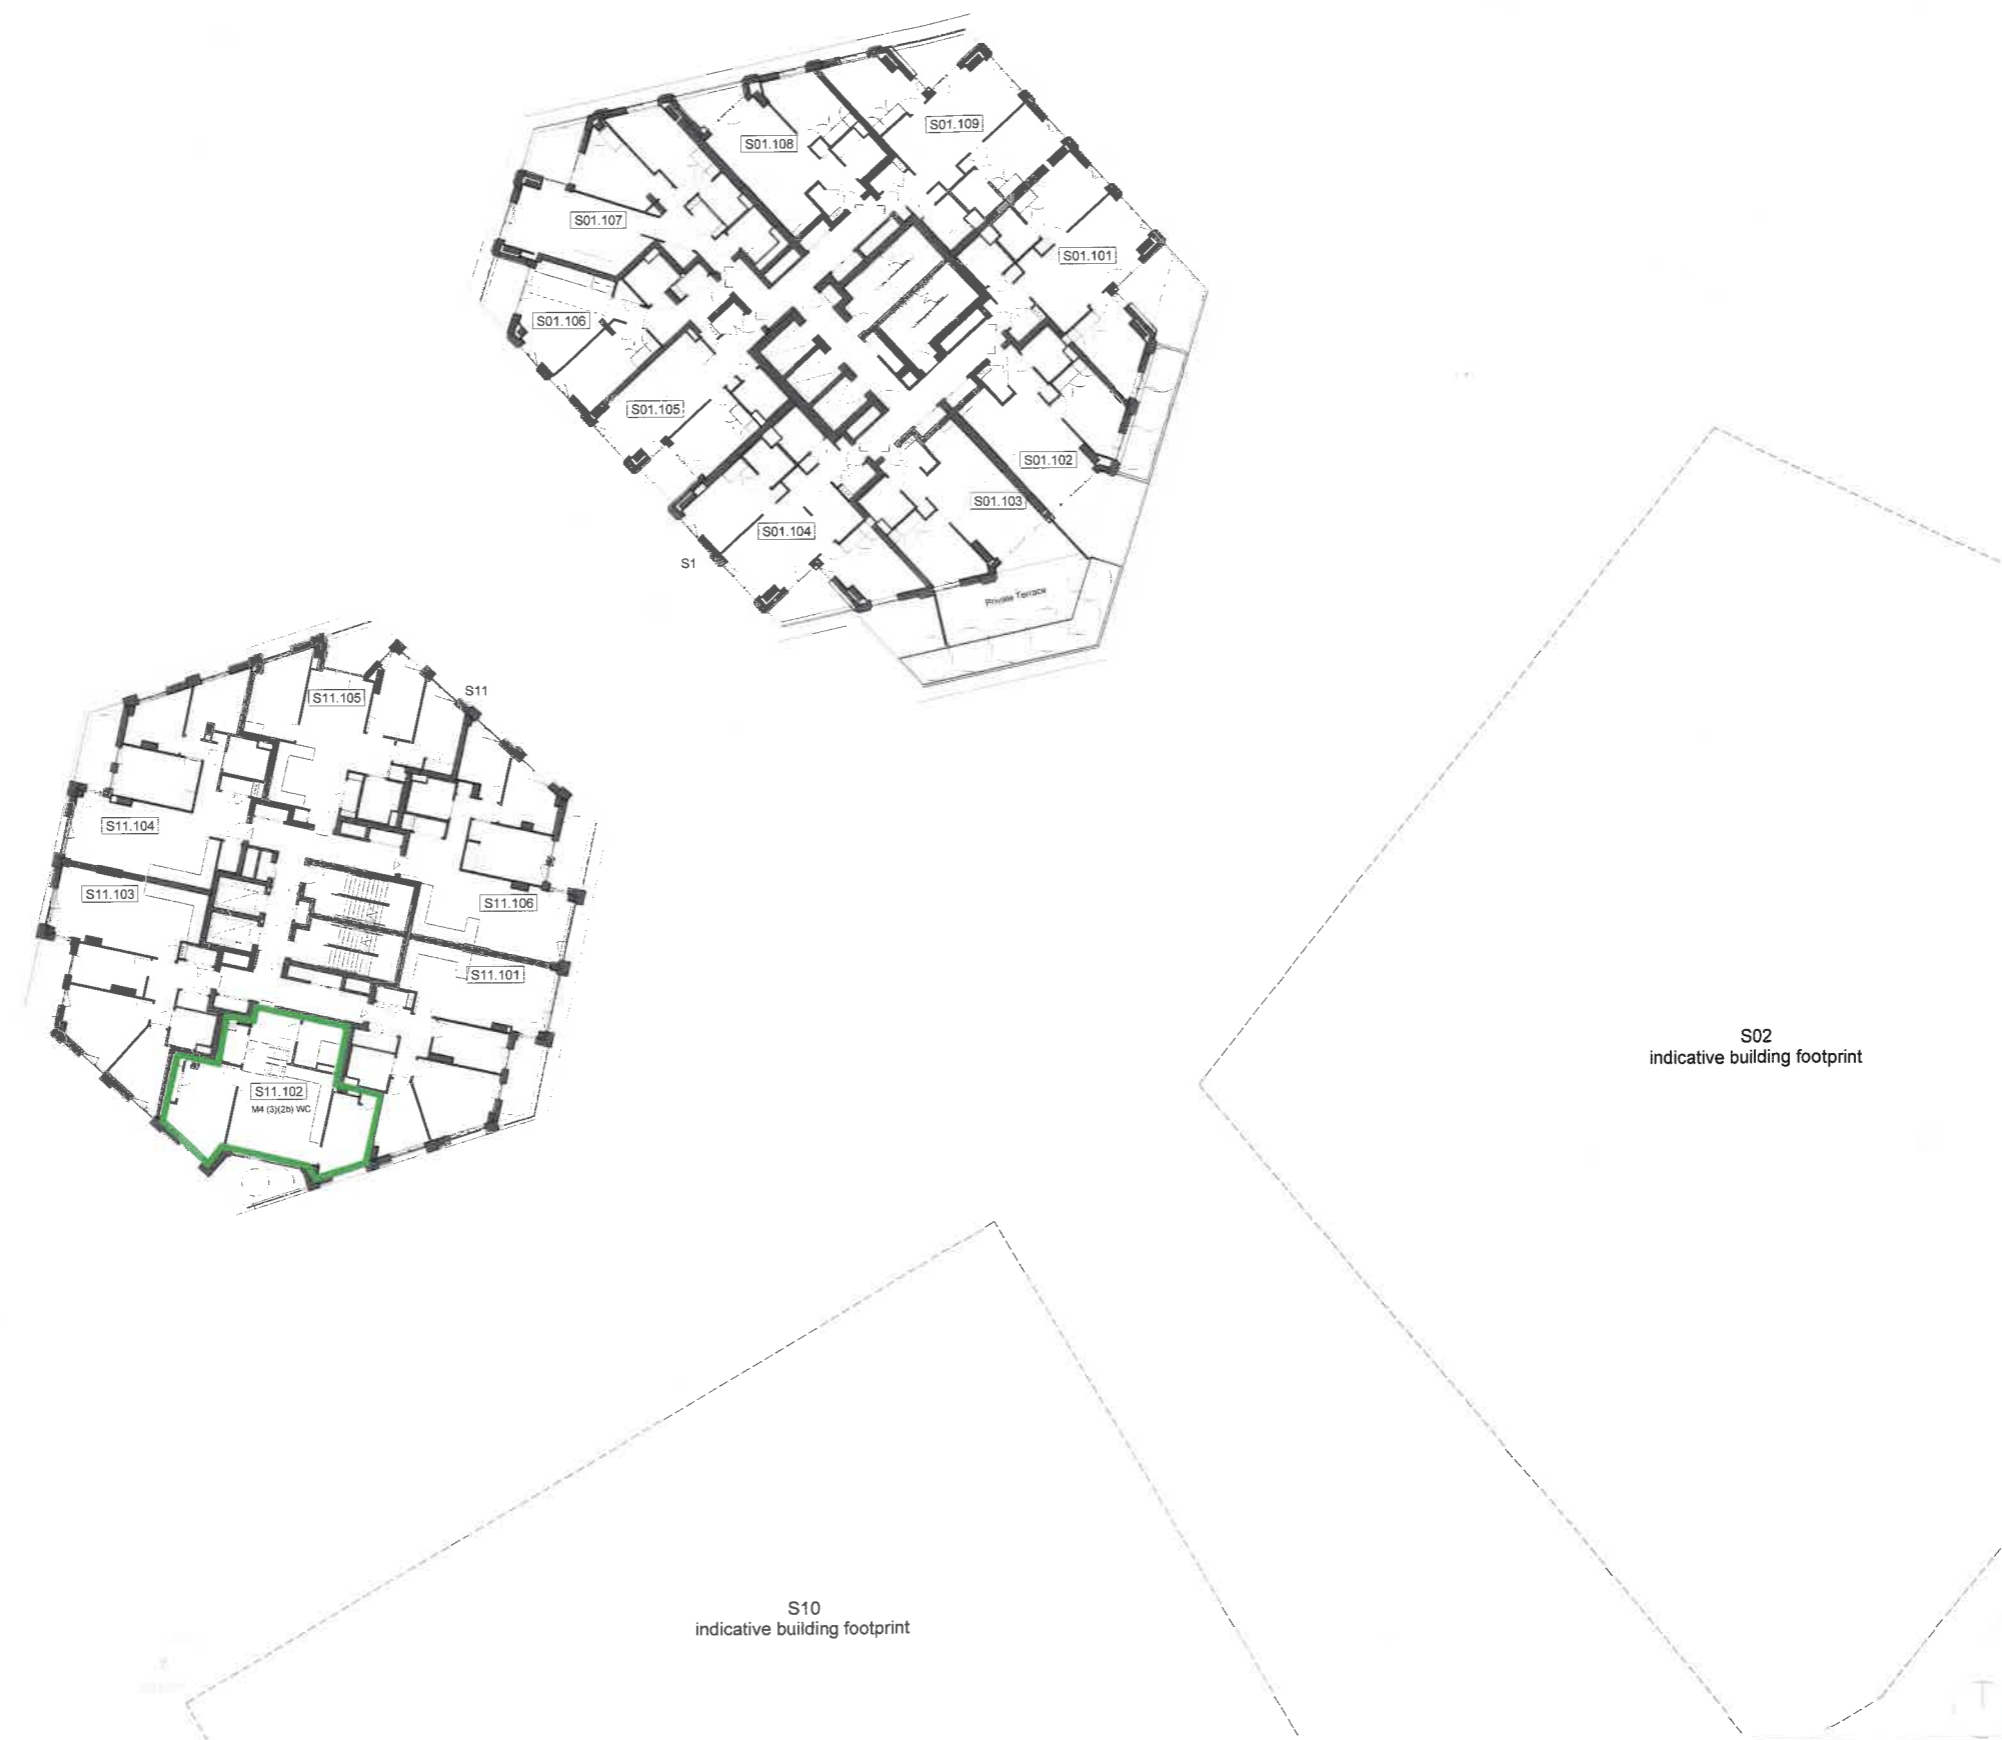 S01.109
S01.108
S01.107
S01.101
S01.106
S01.105
S01.102
S01.103
S01.104
S1
Private Terrace
S11
S11.105
S11.104
S11.103
S11.106
S11.101
S11.102
M4 (3)(2b) WC
S02
indicative building footprint
S10
indicative building footprint